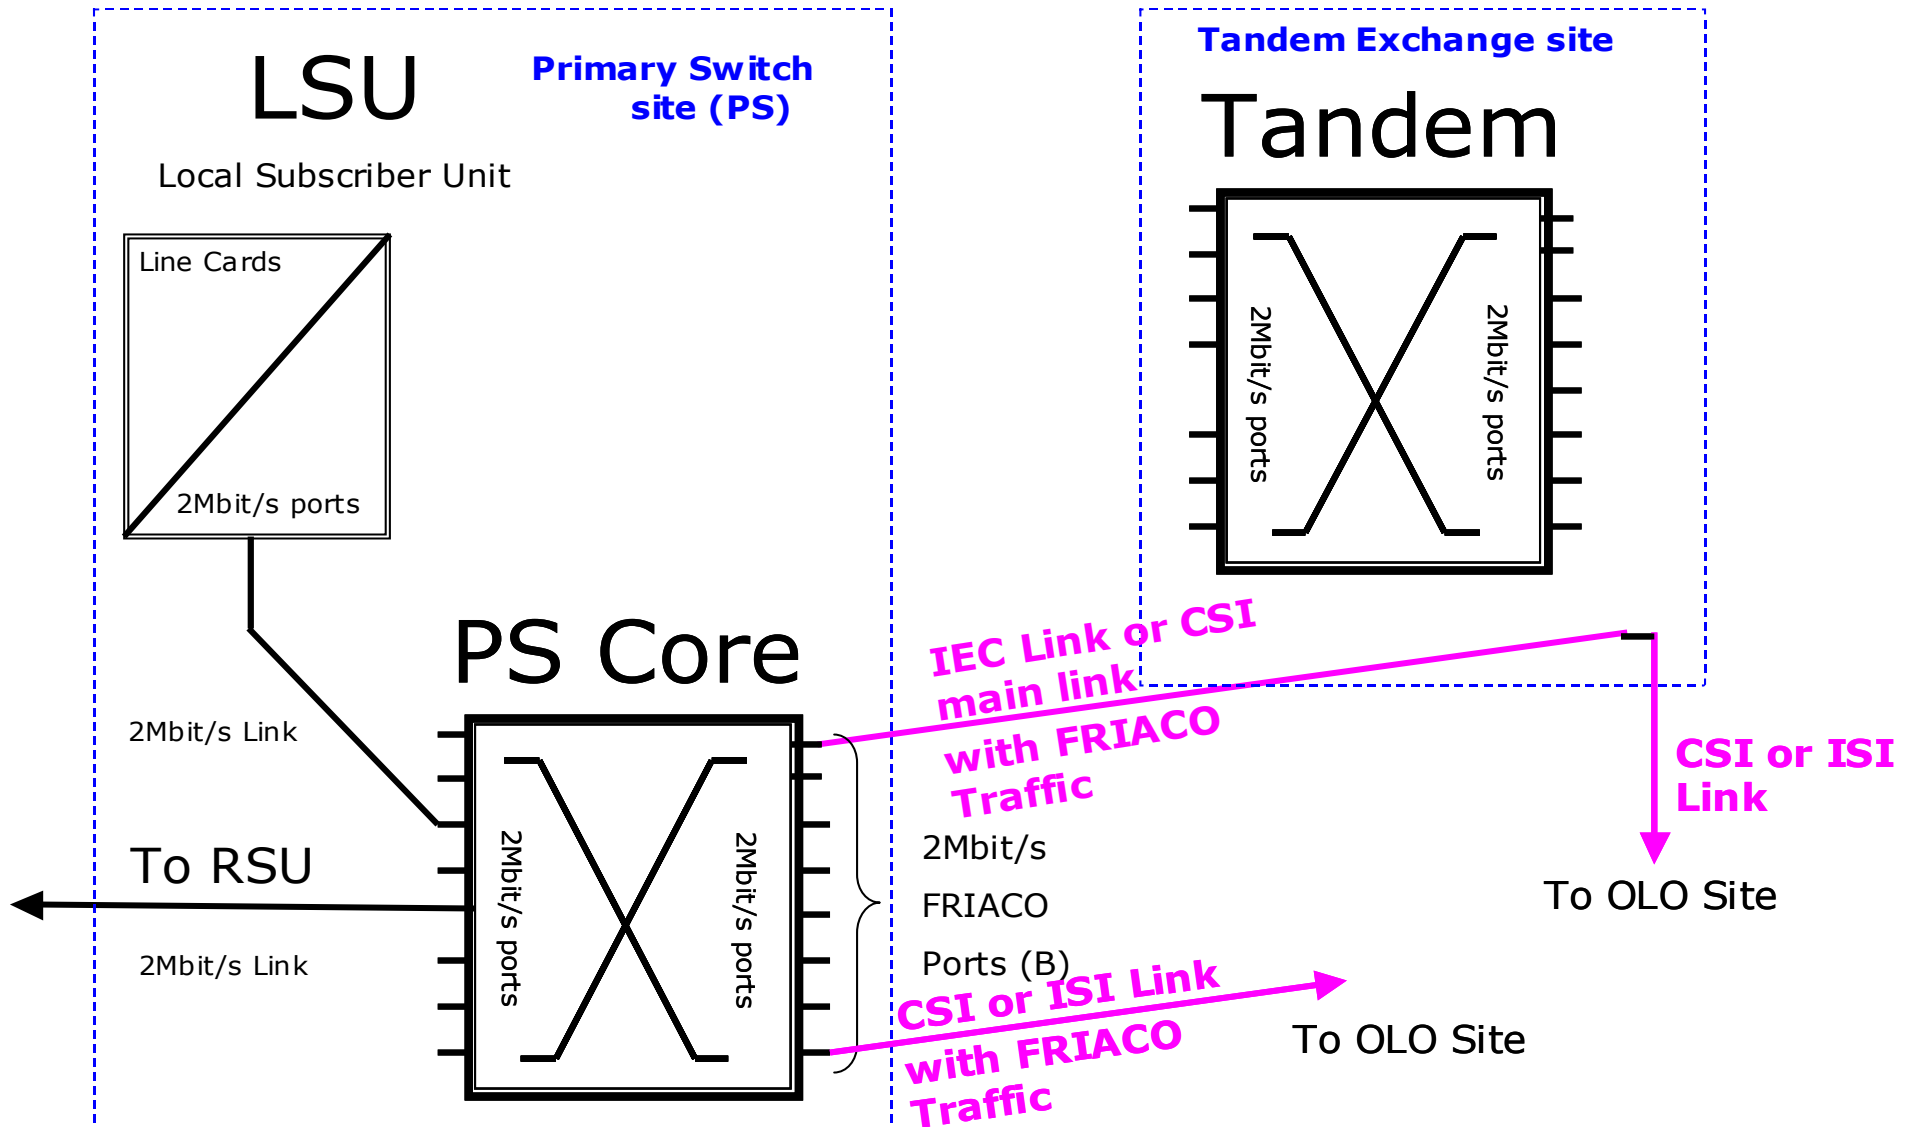 Tandem Exchange site
Primary Switch
site (PS)
LSU
Tandem
Local Subscriber Unit
Line Cards
2Mbit/s ports
2Mbit/s ports
2Mbit/s ports
PS Core
IEC Link or CSI
main link
with FRIACO
Traffic
2Mbit/s Link
CSI or ISI
Link
2Mbit/s ports
2Mbit/s ports
2Mbit/s
FRIACO
Ports (B)
To RSU
To OLO Site
2Mbit/s Link
CSI or ISI Link
with FRIACO
Traffic
To OLO Site